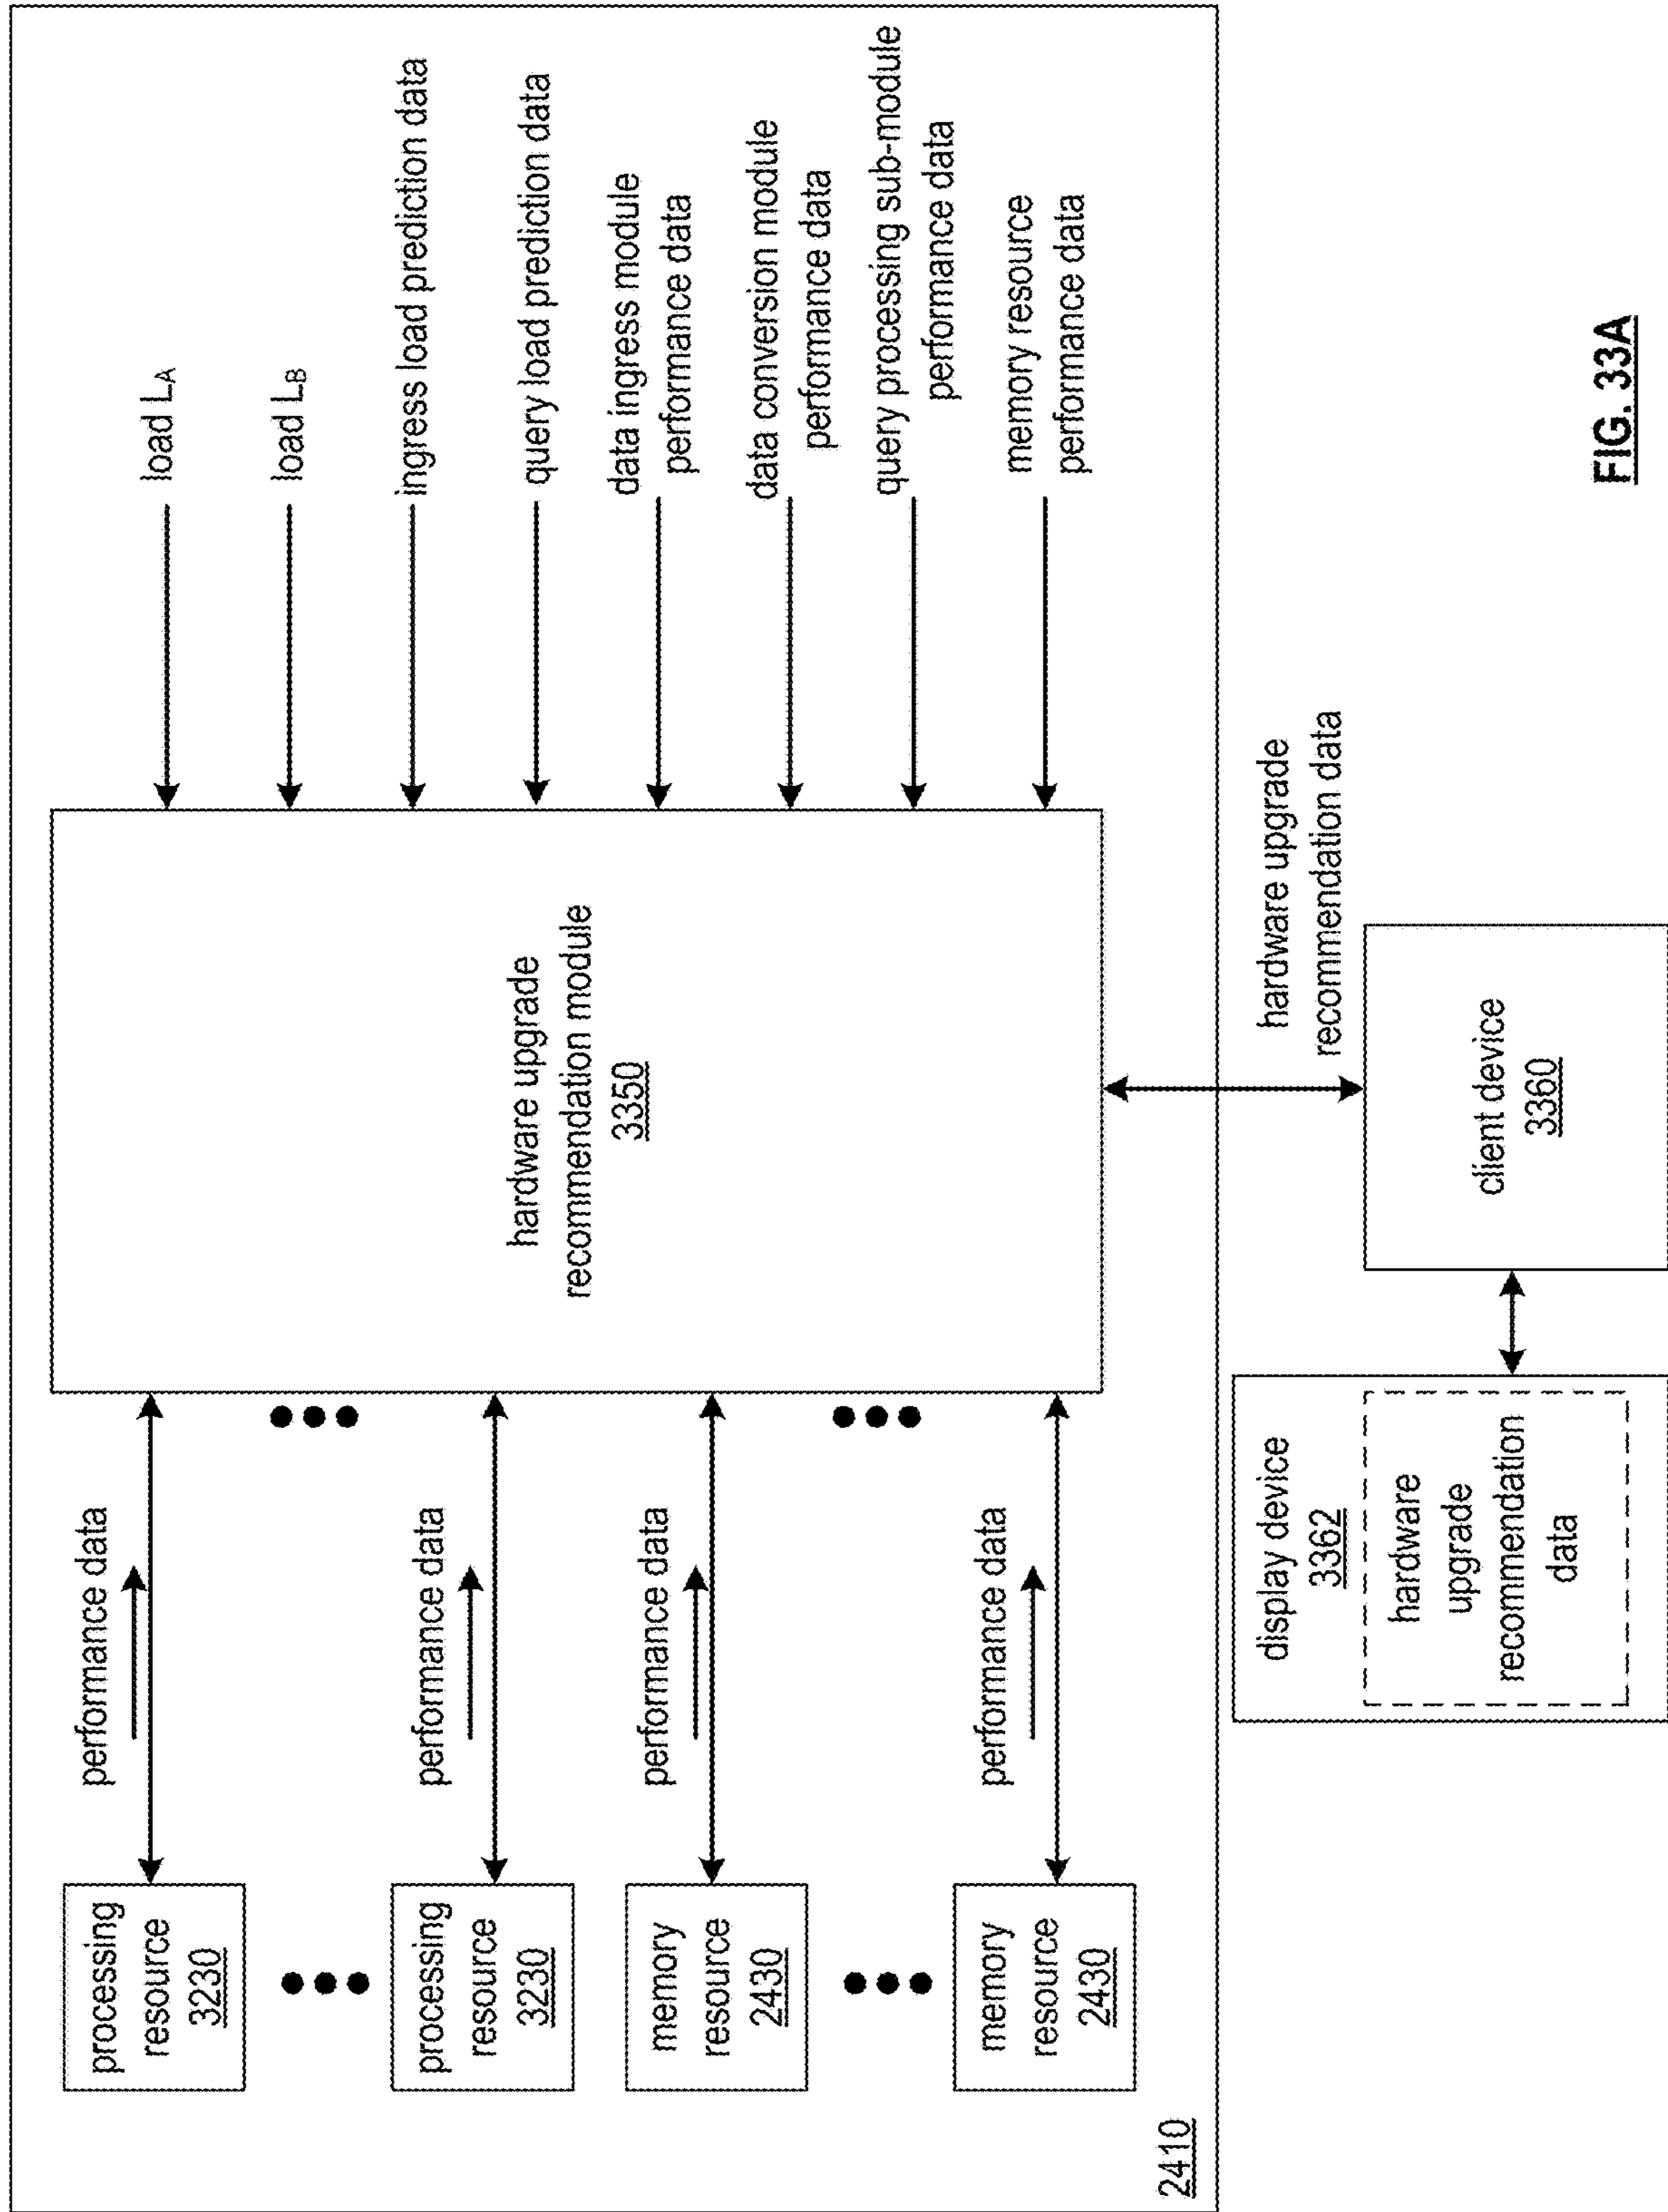 processing
resource
3230
processing
resource
3230
memory
resource
2430
memory
resource
2430
performance data
performance data
performance data
performance data
hardware upgrade
recommendation module
3350
load LA
load LB
ingress load prediction data
query load prediction data
data ingress module
performance data
data conversion module
performance data
query processing sub-module
performance data
memory resource
performance data
2410
hardware upgrade
recommendation data
display device
3362
hardware
upgrade
recommendation
data
client device
3360
FIG. 33A